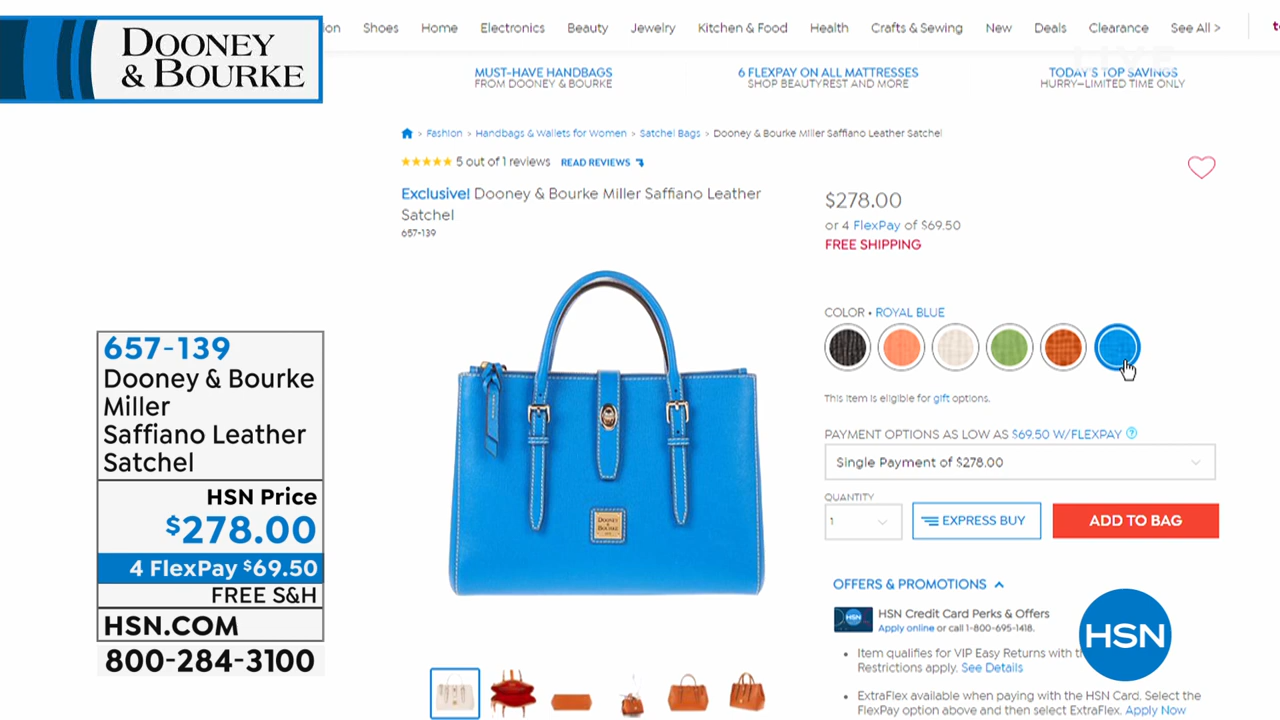 DOONEY
& BOURKE
Shoes Home Electronics Beauty Jewelry Kitchen & Food Health Crafts & Sewing New Deals Clearance See All >
LIVE
MUST-HAVE HANDBAGS
FROM DOONEY & BOURKE
6 FLEXPAY ON ALL MATTRESSES
SHOP BEAUTYREST AND MORE
TODAY'S TOP SAVINGS
HURRY—LIMITED TIME ONLY
> Fashion > Handbags & Wallets for Women > Satchel Bags > Dooney & Bourke Miller Saffiano Leather Satchel
5 out of 1 reviews READ REVIEWS
Exclusive! Dooney & Bourke Miller Saffiano Leather
Satchel
657-139
$278.00
or 4 FlexPay of $69.50
FREE SHIPPING
COLOR • ROYAL BLUE
This item is eligible for gift options.
PAYMENT OPTIONS AS LOW AS $69.50 W/FLEXPAY ?
Single Payment of $278.00
QUANTITY
1
EXPRESS BUY
ADD TO BAG
OFFERS & PROMOTIONS
HSN
HSN Credit Card Perks & Offers
Apply online or call 1-800-695-1418.
• Item qualifies for VIP Easy Returns with
Restrictions apply. See Details
• ExtraFlex available when paying with the HSN Card. Select the
FlexPay option above and then select ExtraFlex. Apply Now
HSN
DOONEY
&
BOURKE
657-139
Dooney & Bourke
Miller
Saffiano Leather
Satchel
HSN Price
$278.00
4 FlexPay $69.50
FREE S&H
HSN.COM
800-284-3100